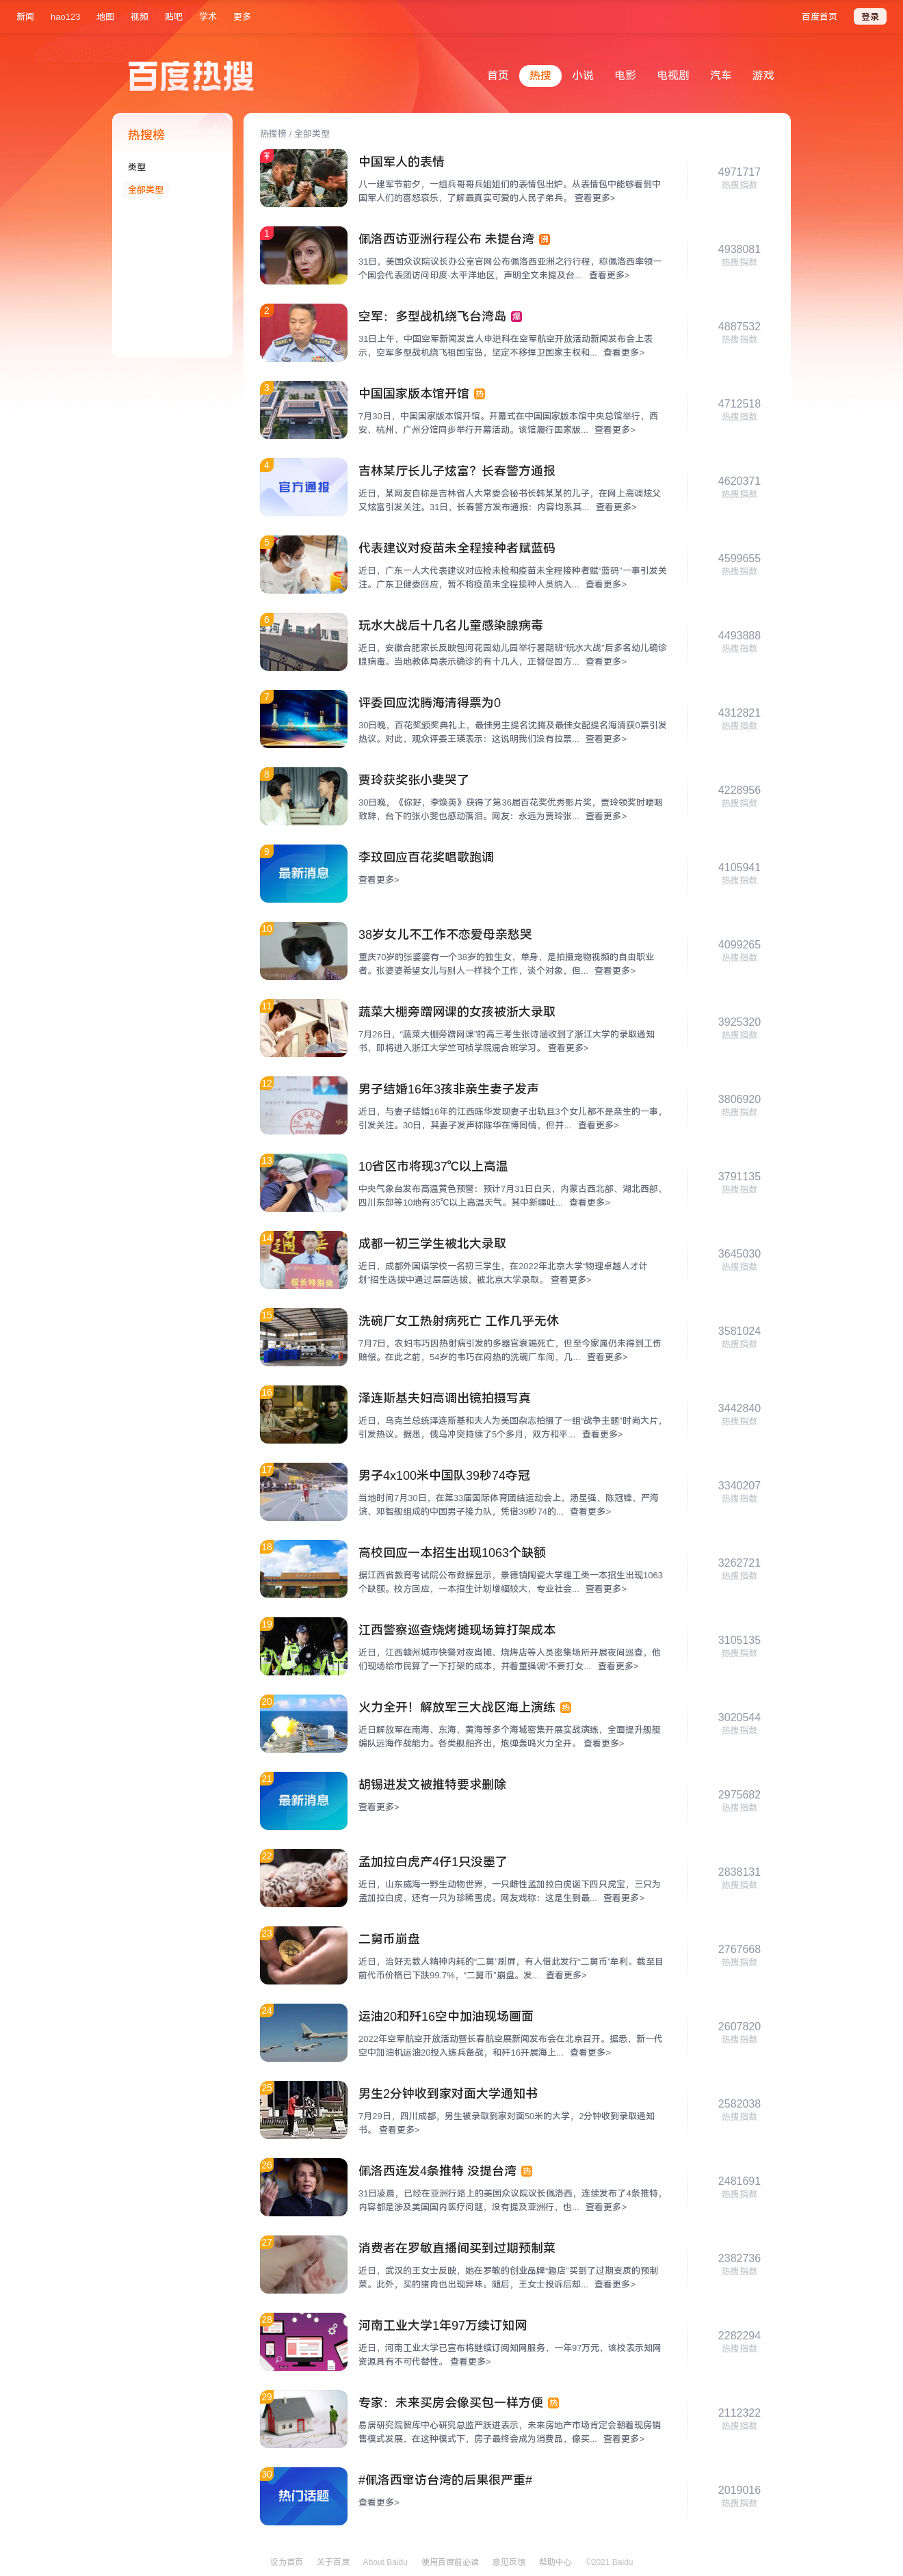 新闻 hao123 地图 视频 贴吧 学术 更多 百度首页 登录
百度热搜
首页 热搜 小说 电影 电视剧 汽车 游戏
热搜榜
类型
全部类型
热搜榜 / 全部类型
中国军人的表情
八一建军节前夕，一组兵哥哥兵姐姐们的表情包出炉。从表情包中能够看到中
国军人们的喜怒哀乐，了解最真实可爱的人民子弟兵。 查看更多>
4971717
热搜指数
1
佩洛西访亚洲行程公布 未提台湾 沸
31日，美国众议院议长办公室官网公布佩洛西亚洲之行行程，称佩洛西率领一
个国会代表团访问印度-太平洋地区，声明全文未提及台... 查看更多>
4938081
热搜指数
2
空军：多型战机绕飞台湾岛 爆
31日上午，中国空军新闻发言人申进科在空军航空开放活动新闻发布会上表
示，空军多型战机绕飞祖国宝岛，坚定不移捍卫国家主权和... 查看更多>
4887532
热搜指数
3
中国国家版本馆开馆 热
7月30日，中国国家版本馆开馆。开幕式在中国国家版本馆中央总馆举行，西
安、杭州、广州分馆同步举行开幕活动。该馆履行国家版... 查看更多>
4712518
热搜指数
4
官方通报
吉林某厅长儿子炫富？长春警方通报
近日，某网友自称是吉林省人大常委会秘书长韩某某的儿子，在网上高调炫父
又炫富引发关注。31日，长春警方发布通报：内容均系其... 查看更多>
4620371
热搜指数
5
代表建议对疫苗未全程接种者赋蓝码
近日，广东一人大代表建议对应检未检和疫苗未全程接种者赋“蓝码”一事引发关
注。广东卫健委回应，暂不将疫苗未全程接种人员纳入... 查看更多>
4599655
热搜指数
6
玩水大战后十几名儿童感染腺病毒
近日，安徽合肥家长反映包河花园幼儿园举行暑期班“玩水大战”后多名幼儿确诊
腺病毒。当地教体局表示确诊的有十几人，正督促园方... 查看更多>
4493888
热搜指数
7
评委回应沈腾海清得票为0
30日晚，百花奖颁奖典礼上，最佳男主提名沈腾及最佳女配提名海清获0票引发
热议。对此，观众评委王瑛表示：这说明我们没有拉票... 查看更多>
4312821
热搜指数
8
贾玲获奖张小斐哭了
30日晚，《你好，李焕英》获得了第36届百花奖优秀影片奖，贾玲领奖时哽咽
致辞，台下的张小斐也感动落泪。网友：永远为贾玲张... 查看更多>
4228956
热搜指数
9
最新消息
李玟回应百花奖唱歌跑调
查看更多>
4105941
热搜指数
10
38岁女儿不工作不恋爱母亲愁哭
重庆70岁的张婆婆有一个38岁的独生女，单身，是拍摄宠物视频的自由职业
者。张婆婆希望女儿与别人一样找个工作，谈个对象，但... 查看更多>
4099265
热搜指数
11
蔬菜大棚旁蹭网课的女孩被浙大录取
7月26日，“蔬菜大棚旁蹭网课”的高三考生张诗涵收到了浙江大学的录取通知
书，即将进入浙江大学竺可桢学院混合班学习。 查看更多>
3925320
热搜指数
12
男子结婚16年3孩非亲生妻子发声
近日，与妻子结婚16年的江西陈华发现妻子出轨且3个女儿都不是亲生的一事，
引发关注。30日，其妻子发声称陈华在博同情，但并... 查看更多>
3806920
热搜指数
13
10省区市将现37℃以上高温
中央气象台发布高温黄色预警：预计7月31日白天，内蒙古西北部、湖北西部、
四川东部等10地有35℃以上高温天气。其中新疆吐... 查看更多>
3791135
热搜指数
14
校长特别奖
成都一初三学生被北大录取
近日，成都外国语学校一名初三学生，在2022年北京大学“物理卓越人才计
划”招生选拔中通过层层选拔，被北京大学录取。 查看更多>
3645030
热搜指数
15
洗碗厂女工热射病死亡 工作几乎无休
7月7日，农妇韦巧因热射病引发的多器官衰竭死亡，但至今家属仍未得到工伤
赔偿。在此之前，54岁的韦巧在闷热的洗碗厂车间，几... 查看更多>
3581024
热搜指数
16
泽连斯基夫妇高调出镜拍摄写真
近日，乌克兰总统泽连斯基和夫人为美国杂志拍摄了一组“战争主题”时尚大片，
引发热议。据悉，俄乌冲突持续了5个多月，双方和平... 查看更多>
3442840
热搜指数
17
男子4x100米中国队39秒74夺冠
当地时间7月30日，在第33届国际体育团结运动会上，汤星强、陈冠锋、严海
滨、邓智舰组成的中国男子接力队，凭借39秒74的... 查看更多>
3340207
热搜指数
18
高校回应一本招生出现1063个缺额
据江西省教育考试院公布数据显示，景德镇陶瓷大学理工类一本招生出现1063
个缺额。校方回应，一本招生计划增幅较大，专业社会... 查看更多>
3262721
热搜指数
19
江西警察巡查烧烤摊现场算打架成本
近日，江西赣州城市快警对夜宵摊、烧烤店等人员密集场所开展夜间巡查，他
们现场给市民算了一下打架的成本，并着重强调“不要打女... 查看更多>
3105135
热搜指数
20
火力全开！解放军三大战区海上演练 热
近日解放军在南海、东海、黄海等多个海域密集开展实战演练，全面提升舰艇
编队远海作战能力。各类舰船齐出，炮弹轰鸣火力全开。 查看更多>
3020544
热搜指数
21
最新消息
胡锡进发文被推特要求删除
查看更多>
2975682
热搜指数
22
孟加拉白虎产4仔1只没墨了
近日，山东威海一野生动物世界，一只雌性孟加拉白虎诞下四只虎宝，三只为
孟加拉白虎，还有一只为珍稀雪虎。网友戏称：这是生到最... 查看更多>
2838131
热搜指数
23
二舅币崩盘
近日，治好无数人精神内耗的“二舅”刷屏，有人借此发行“二舅币”牟利。截至目
前代币价格已下跌99.7%，“二舅币”崩盘。发... 查看更多>
2767668
热搜指数
24
运油20和歼16空中加油现场画面
2022年空军航空开放活动暨长春航空展新闻发布会在北京召开。据悉，新一代
空中加油机运油20投入练兵备战，和歼16开展海上... 查看更多>
2607820
热搜指数
25
男生2分钟收到家对面大学通知书
7月29日，四川成都，男生被录取到家对面50米的大学，2分钟收到录取通知
书。 查看更多>
2582038
热搜指数
26
佩洛西连发4条推特 没提台湾 热
31日凌晨，已经在亚洲行路上的美国众议院议长佩洛西，连续发布了4条推特，
内容都是涉及美国国内医疗问题，没有提及亚洲行，也... 查看更多>
2481691
热搜指数
27
消费者在罗敏直播间买到过期预制菜
近日，武汉的王女士反映，她在罗敏的创业品牌“趣店”买到了过期变质的预制
菜。此外，买的猪肉也出现异味。随后，王女士投诉后却... 查看更多>
2382736
热搜指数
28
河南工业大学1年97万续订知网
近日，河南工业大学已宣布将继续订阅知网服务，一年97万元，该校表示知网
资源具有不可代替性。 查看更多>
2282294
热搜指数
29
专家：未来买房会像买包一样方便 热
易居研究院智库中心研究总监严跃进表示，未来房地产市场肯定会朝着现房销
售模式发展，在这种模式下，房子最终会成为消费品，像买... 查看更多>
2112322
热搜指数
30
热门话题
#佩洛西窜访台湾的后果很严重#
查看更多>
2019016
热搜指数
设为首页 关于百度 About Baidu 使用百度前必读 意见反馈 帮助中心 ©2021 Baidu